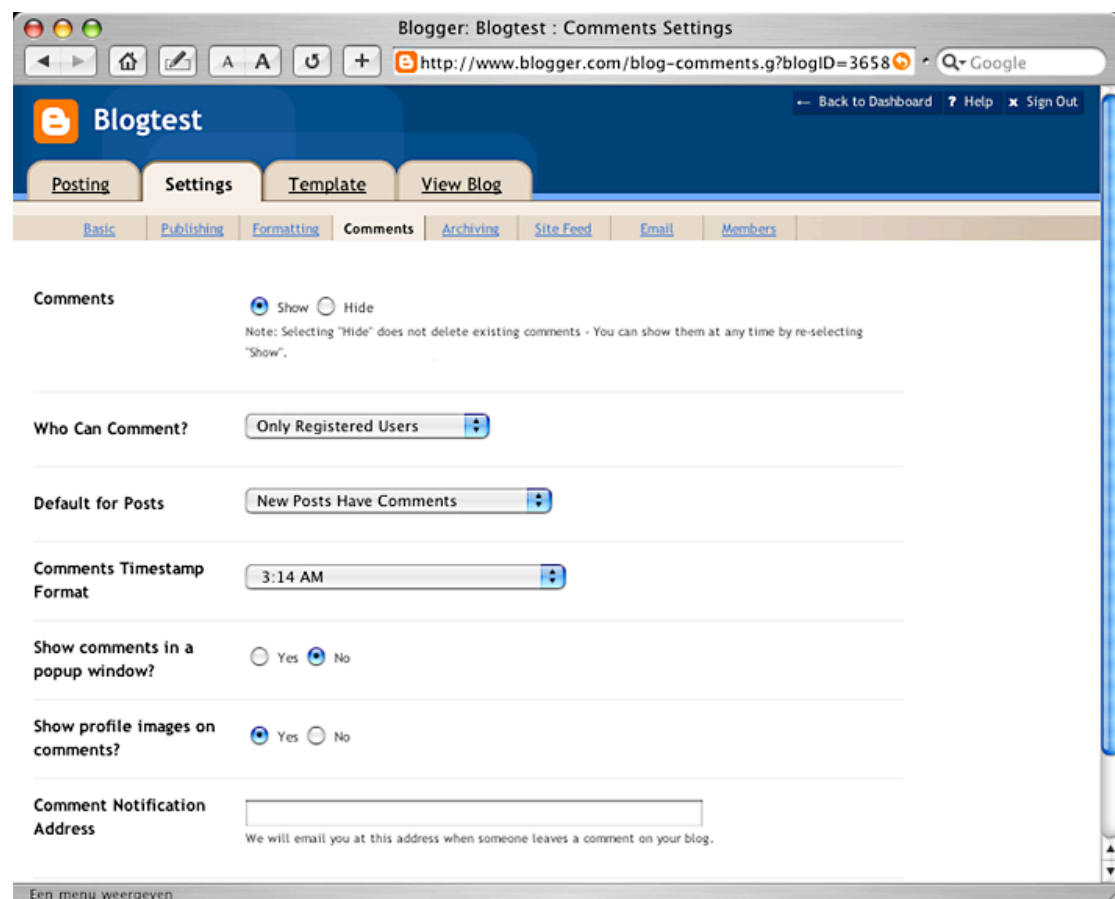 Blogger: Blogtest : Comments Settings
A A + http://www.blogger.com/blog-comments.g?blogID=3658 Q Google
← Back to Dashboard ? Help x Sign Out
Blogtest
Posting Settings Template View Blog
Basic Publishing Formatting Comments Archiving Site Feed Email Members
Comments Show Hide
Note: Selecting "Hide" does not delete existing comments - You can show them at any time by re-selecting
"Show".
Who Can Comment? Only Registered Users
Default for Posts New Posts Have Comments
Comments Timestamp
Format
3:14 AM
Show comments in a
popup window?
Yes No
Show profile images on
comments?
Yes No
Comment Notification
Address
We will email you at this address when someone leaves a comment on your blog.
Een menu weergeven